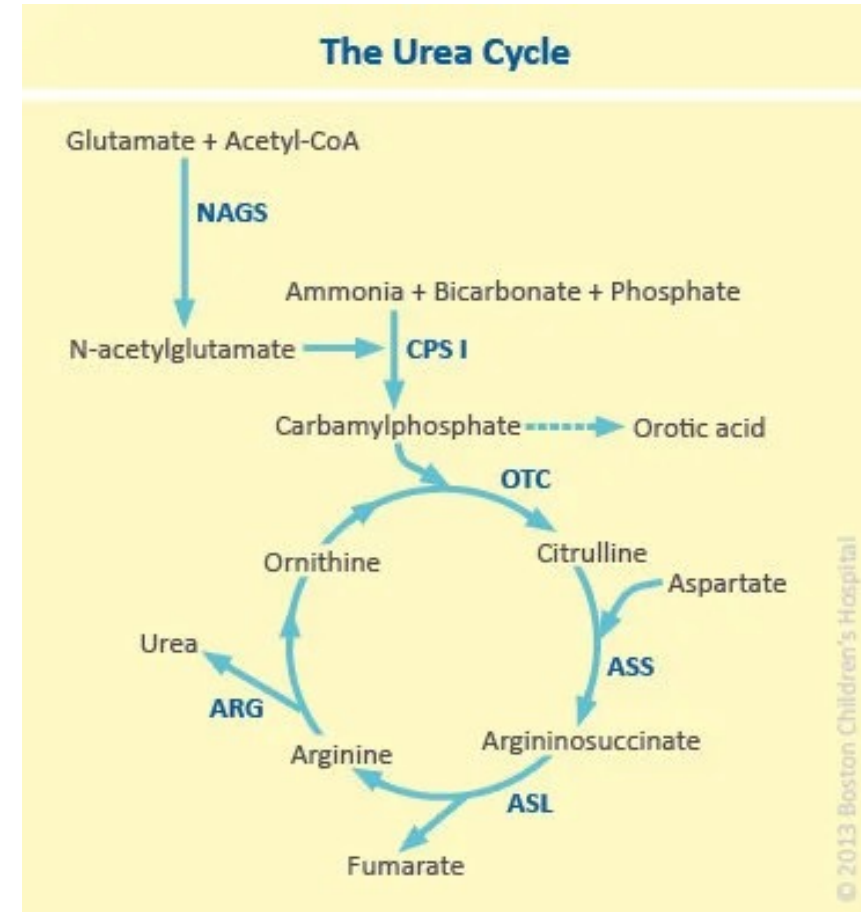 The Urea Cycle
Glutamate + Acetyl-CoA
NAGS
Ammonia + Bicarbonate + Phosphate
N-acetylglutamate
CPS I
Carbamylphosphate
Orotic acid
OTC
Ornithine
Citrulline
Aspartate
Urea
ASS
ARG
Arginine
Argininosuccinate
ASL
Fumarate
© 2013 Boston Children's Hospital